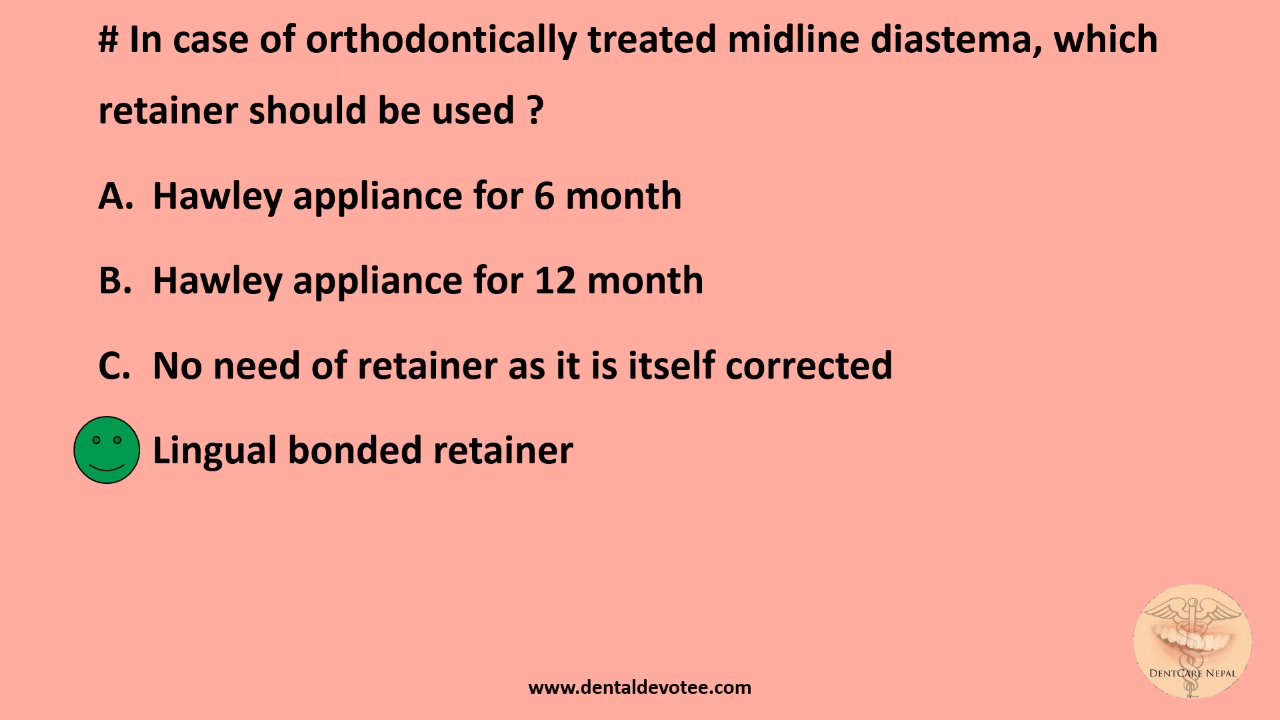 # In case of orthodontically treated midline diastema, which
retainer should be used ?
A. Hawley appliance for 6 month
B. Hawley appliance for 12 month
C. No need of retainer as it is itself corrected
Lingual bonded retainer
DENTCARE NEPAL
www.dentaldevotee.com